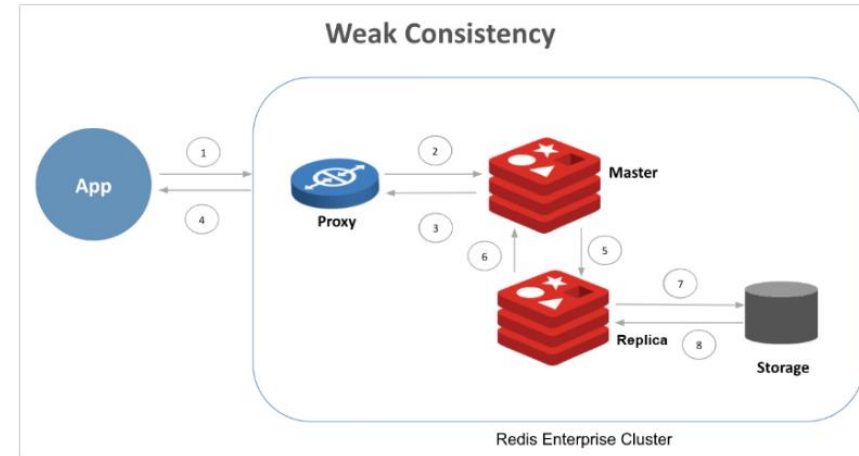 Weak Consistency
App
1
4
Proxy
2
3
Master
6
5
Replica
7
8
Storage
Redis Enterprise Cluster